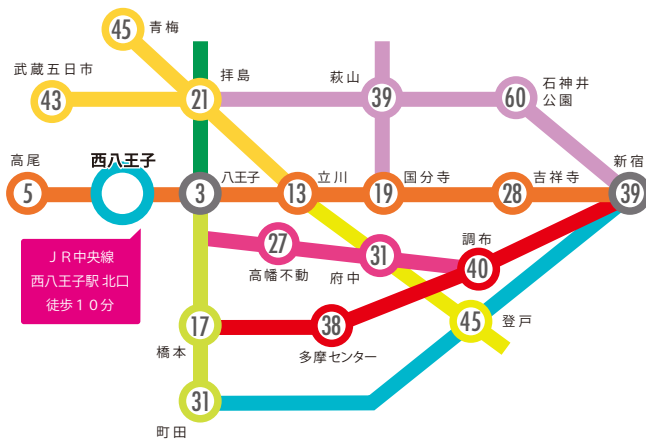 45
青梅
武蔵五日市
43
拝島
21
萩山
39
60
石神井
公園
高尾
5
西八王子
八王子
3
立川
13
国分寺
19
吉祥寺
28
新宿
39
JR中央線
西八王子駅 北口
徒歩10分
27
高幡不動
31
府中
調布
40
17
橋本
38
多摩センター
45
登戸
31
町田